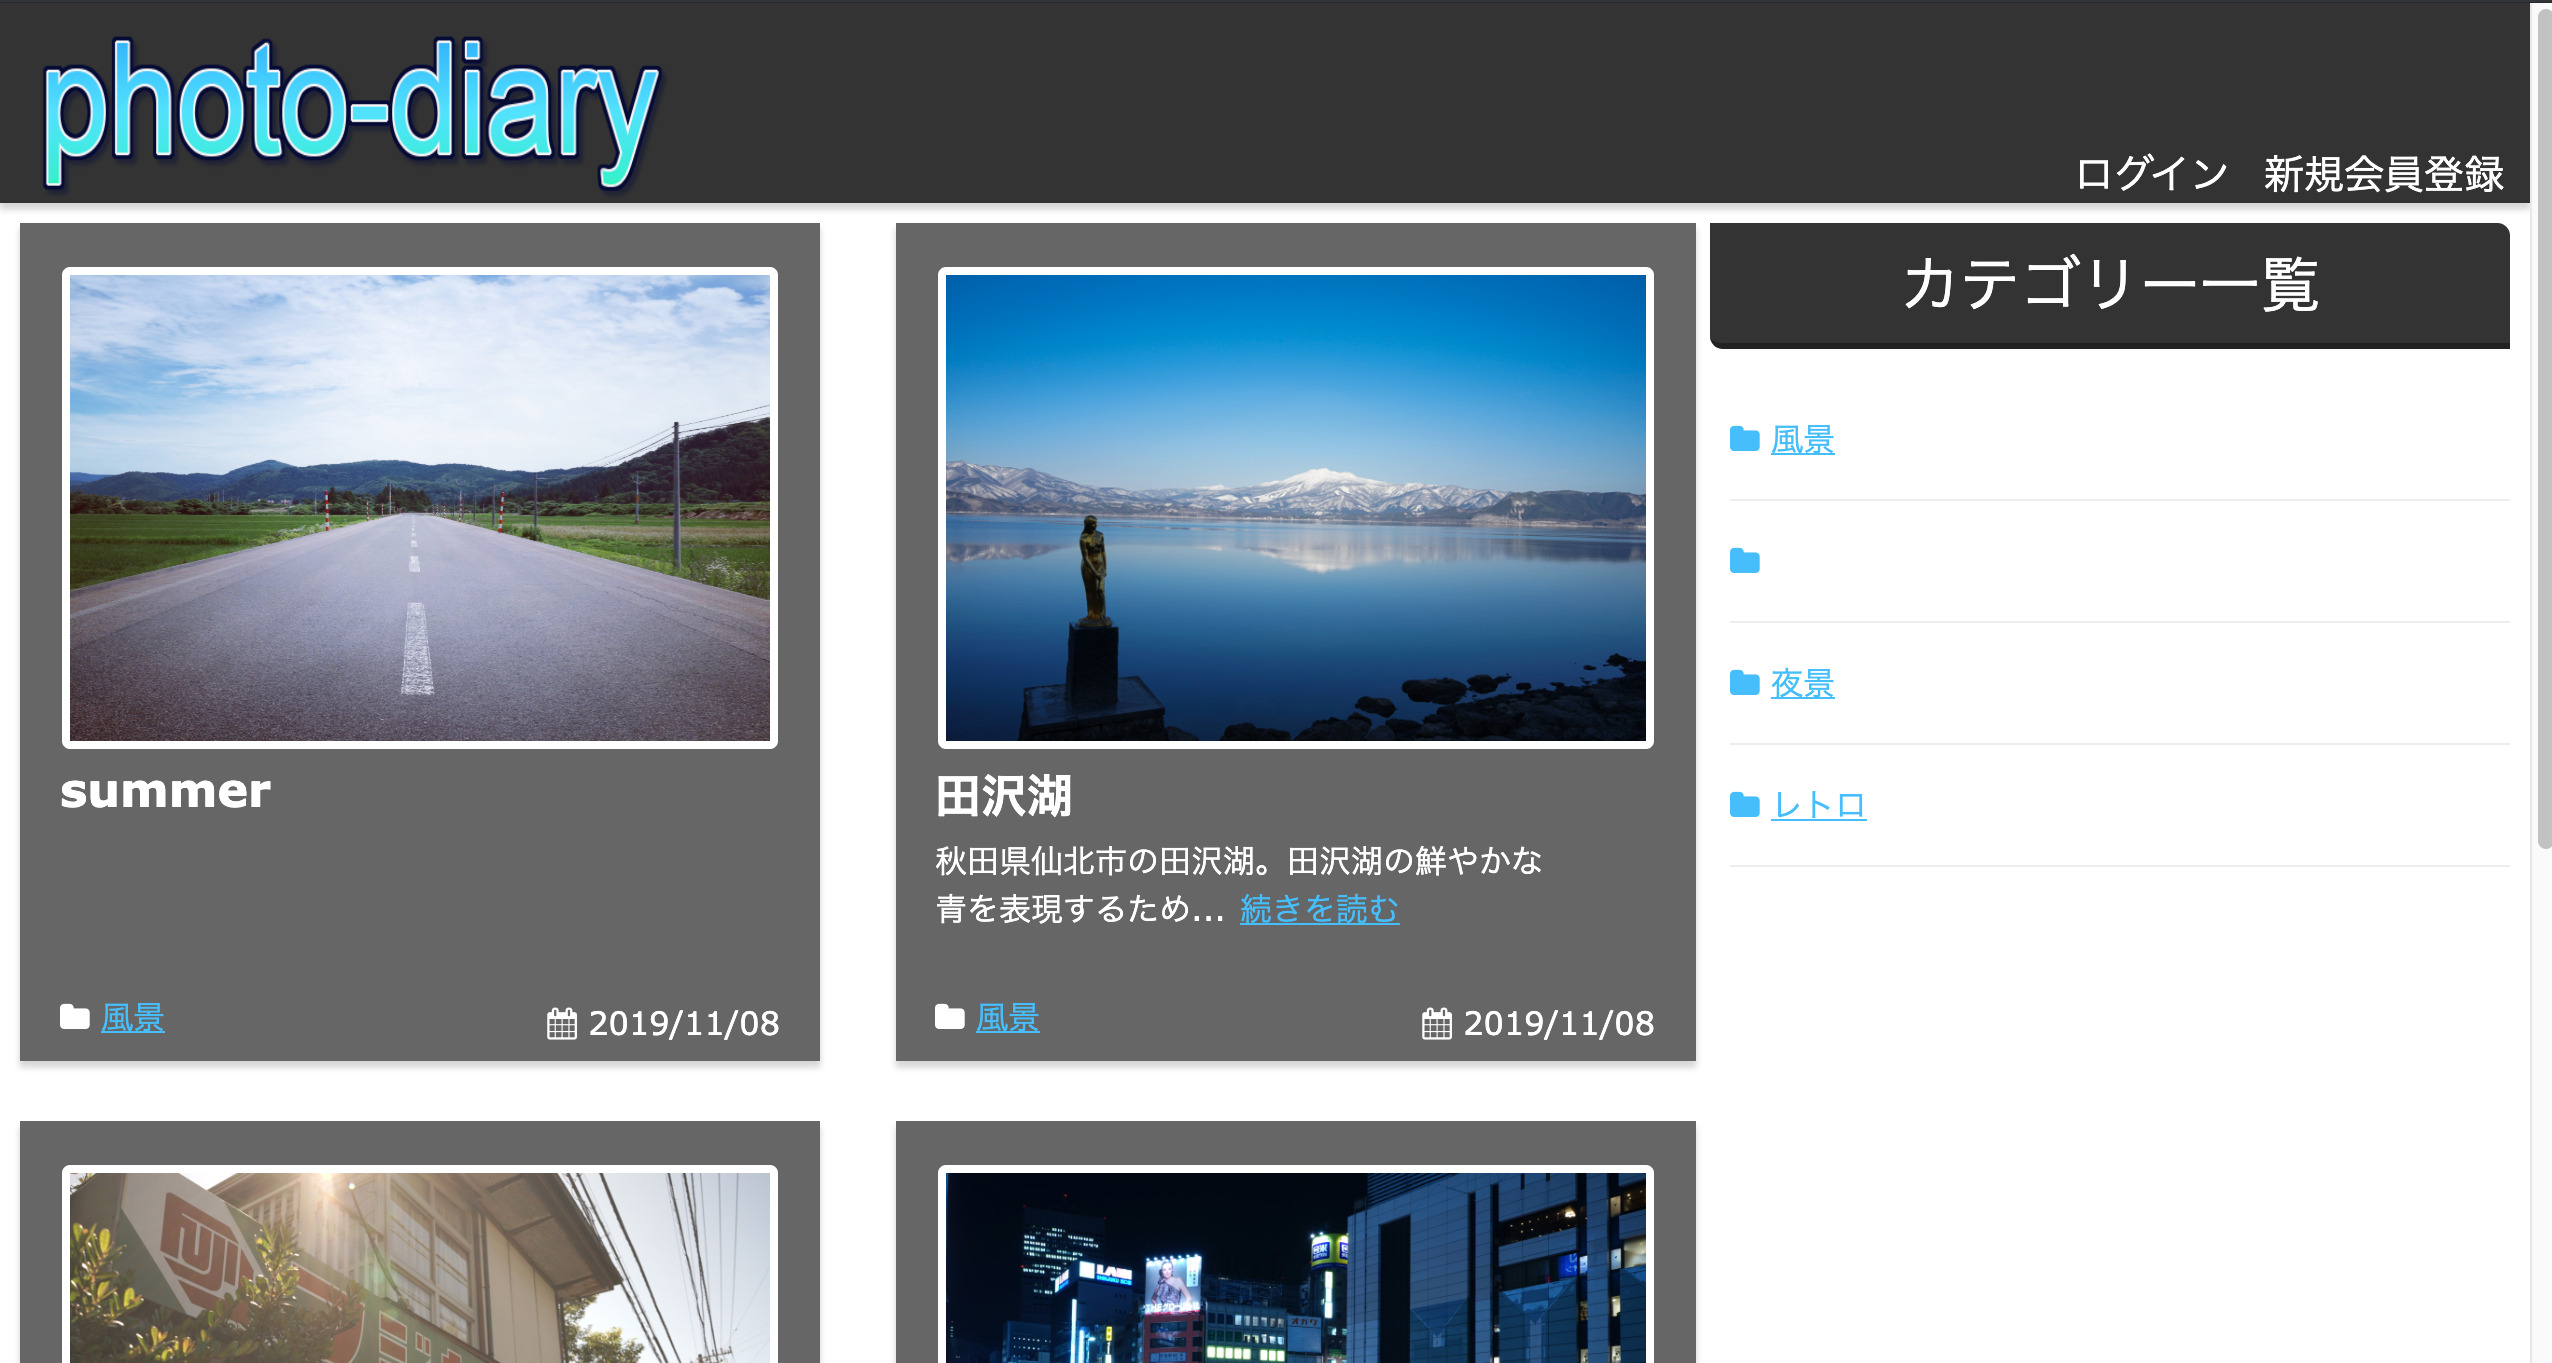 photo-diary
ログイン 新規会員登録
カテゴリー一覧
風景
夜景
レトロ
summer
風景 2019/11/08
田沢湖
秋田県仙北市の田沢湖。田沢湖の鮮やかな
青を表現するため... 続きを読む
風景 2019/11/08
FUJI